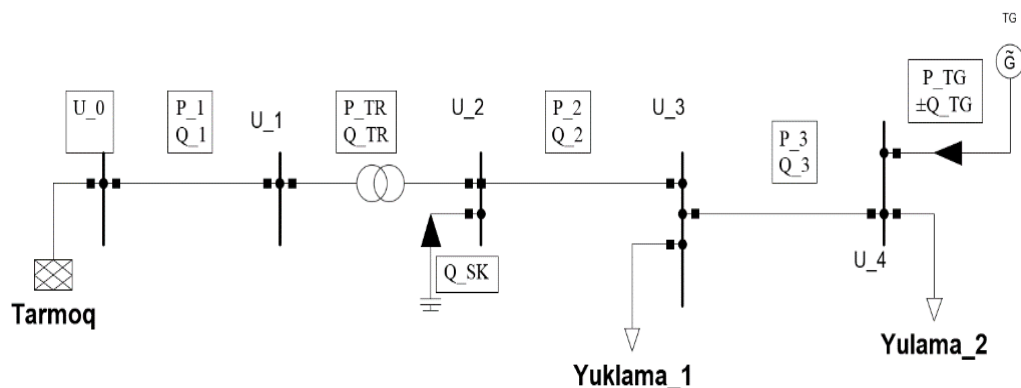 TG
G̃
U_0
P_1
Q_1
U_1
P_TR
Q_TR
U_2
P_2
Q_2
U_3
P_3
Q_3
P_TG
±Q_TG
Q_SK
U_4
Tarmoq
Yuklama_1
Yulama_2